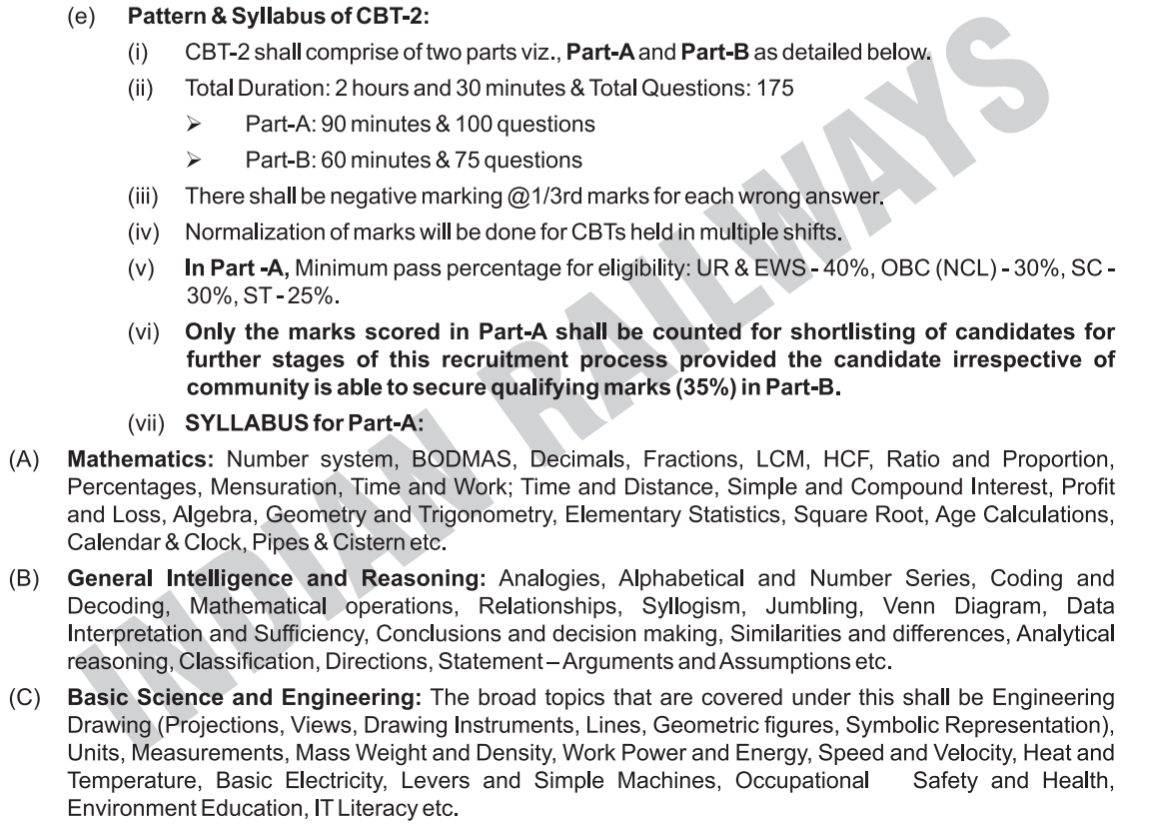 (e) Pattern & Syllabus of CBT-2:
(i) CBT-2 shall comprise of two parts viz., Part-A and Part-B as detailed below.
(ii) Total Duration: 2 hours and 30 minutes & Total Questions: 175
➢ Part-A: 90 minutes & 100 questions
➢ Part-B: 60 minutes & 75 questions
(iii) There shall be negative marking @1/3rd marks for each wrong answer.
(iv) Normalization of marks will be done for CBTs held in multiple shifts.
(v) In Part -A, Minimum pass percentage for eligibility: UR & EWS - 40%, OBC (NCL) - 30%, SC -
30%, ST - 25%.
(vi) Only the marks scored in Part-A shall be counted for shortlisting of candidates for
further stages of this recruitment process provided the candidate irrespective of
community is able to secure qualifying marks (35%) in Part-B.
(vii) SYLLABUS for Part-A:
(A) Mathematics: Number system, BODMAS, Decimals, Fractions, LCM, HCF, Ratio and Proportion,
Percentages, Mensuration, Time and Work; Time and Distance, Simple and Compound Interest, Profit
and Loss, Algebra, Geometry and Trigonometry, Elementary Statistics, Square Root, Age Calculations,
Calendar & Clock, Pipes & Cistern etc.
(B) General Intelligence and Reasoning: Analogies, Alphabetical and Number Series, Coding and
Decoding, Mathematical operations, Relationships, Syllogism, Jumbling, Venn Diagram, Data
Interpretation and Sufficiency, Conclusions and decision making, Similarities and differences, Analytical
reasoning, Classification, Directions, Statement – Arguments and Assumptions etc.
(C) Basic Science and Engineering: The broad topics that are covered under this shall be Engineering
Drawing (Projections, Views, Drawing Instruments, Lines, Geometric figures, Symbolic Representation),
Units, Measurements, Mass Weight and Density, Work Power and Energy, Speed and Velocity, Heat and
Temperature, Basic Electricity, Levers and Simple Machines, Occupational Safety and Health,
Environment Education, IT Literacy etc.
INDIAN RAILWAYS